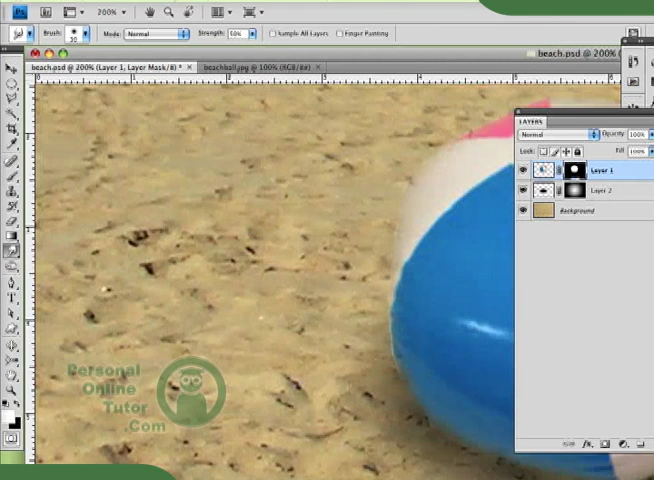 Ps Br 200%
Brush: 30 Mode: Normal Strength: 50% Sample All Layers Finger Painting
beach.psd @ 200% (
beach.psd @ 200% (Layer 1, Layer Mask/8) * beachball.jpg @ 100% (RGB/8#)
LAYERS
Normal Opacity: 100%
Lock: Fill: 100%
Layer 1
Layer 2
Background
Personal
Online
Tutor
.Com